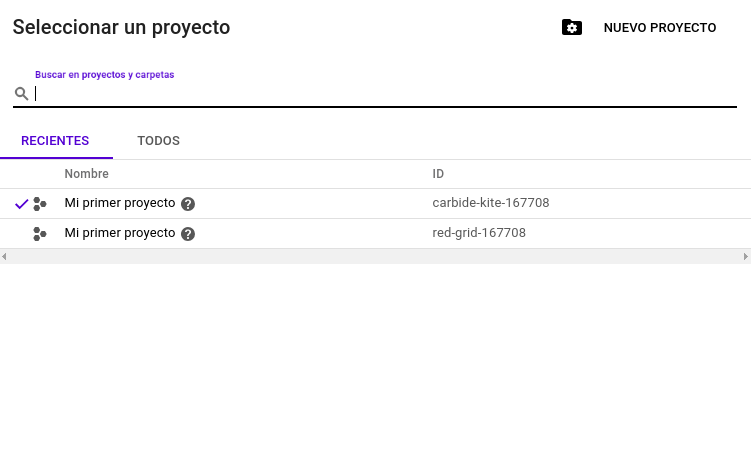 Seleccionar un proyecto
NUEVO PROYECTO
Buscar en proyectos y carpetas
RECIENTES TODOS
Nombre ID
Mi primer proyecto ? carbide-kite-167708
Mi primer proyecto ? red-grid-167708